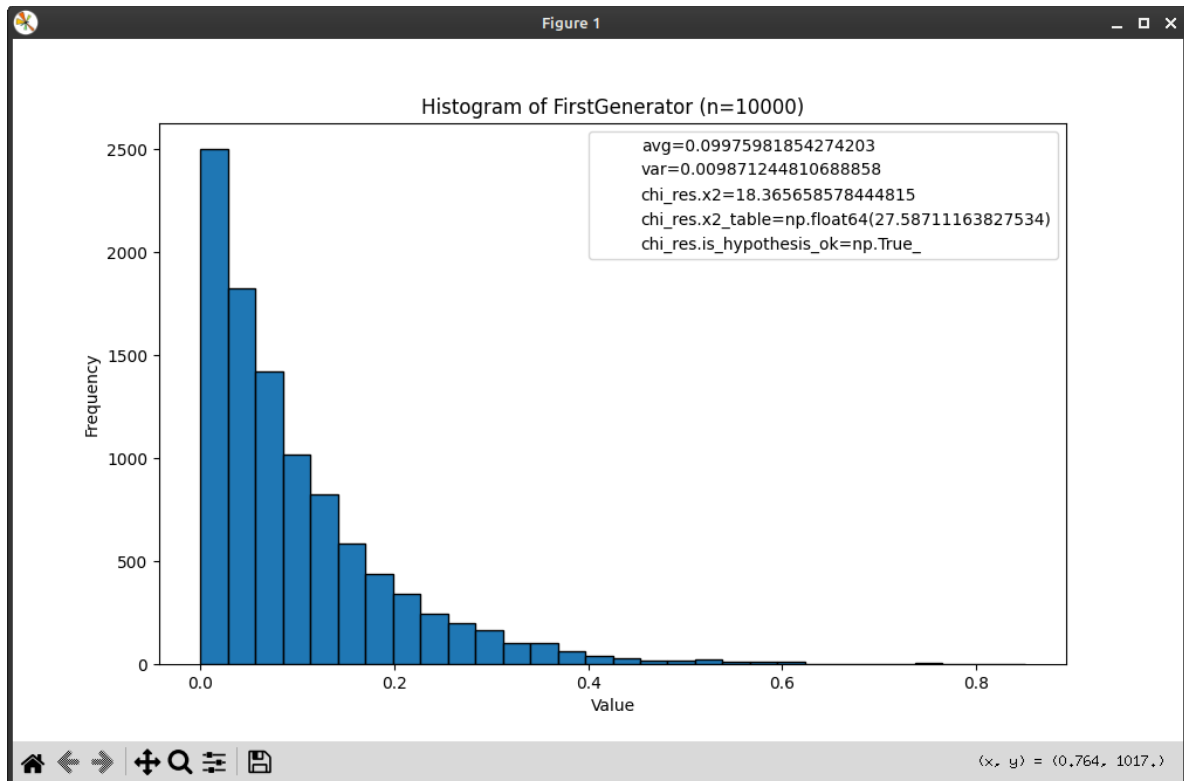 Figure 1
Histogram of FirstGenerator (n=10000)
avg=0.09975981854274203
var=0.009871244810688858
chi_res.x2=18.365658578444815
chi_res.x2_table=np.float64(27.58711163827534)
chi_res.is_hypothesis_ok=np.True_
Frequency
2500
2000
1500
1000
500
0
0.0 0.2 0.4 0.6 0.8
Value
(x, y) = (0.764, 1017.)